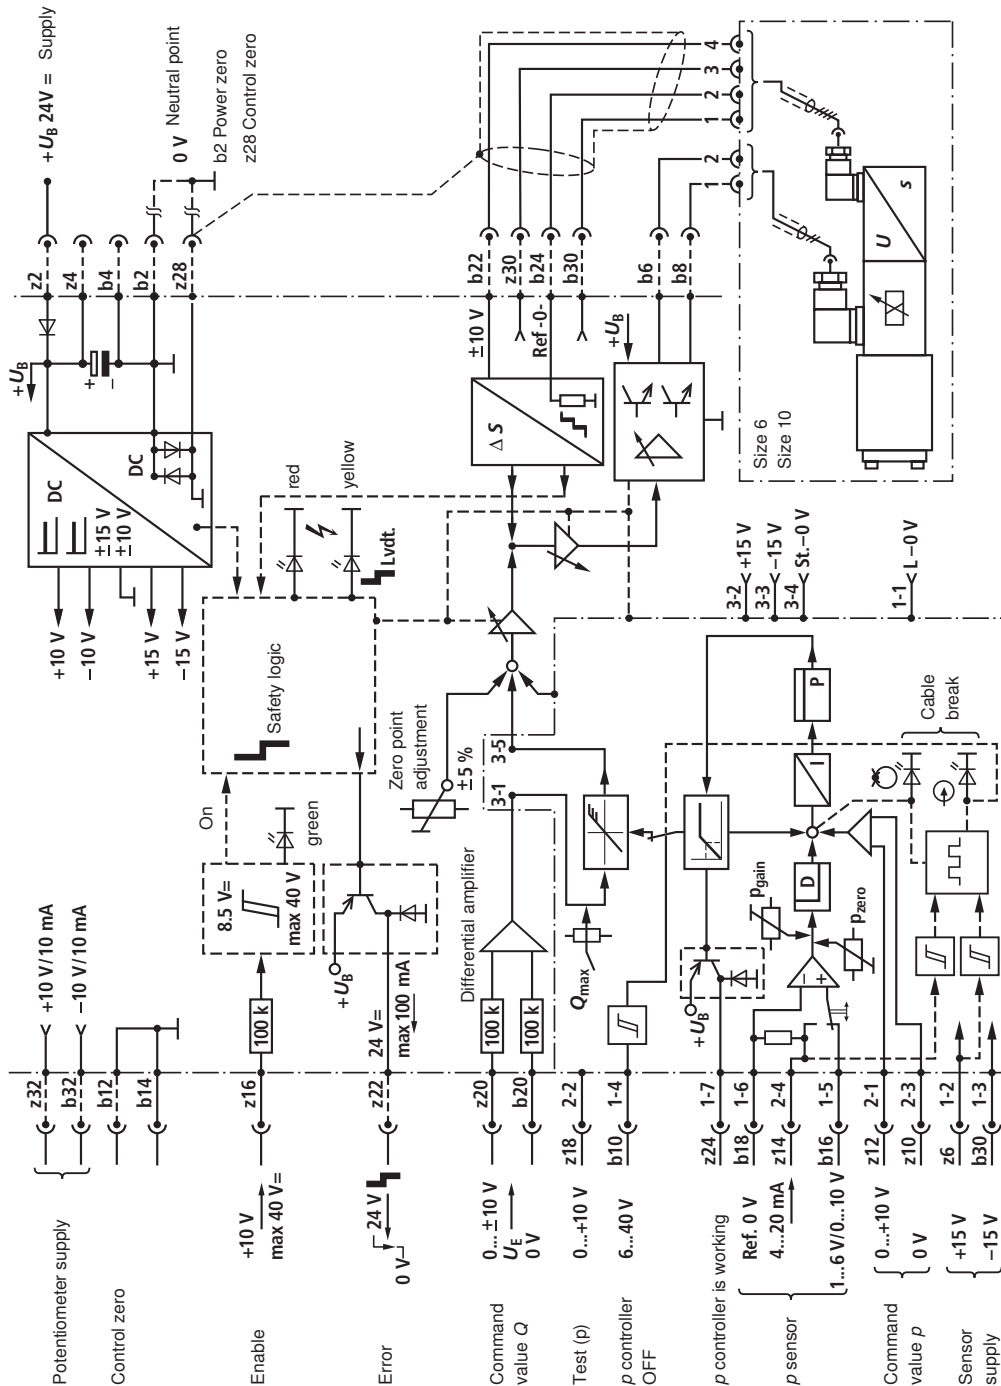 Potentiometer supply
z32
+10 V/10 mA
b32
−10 V/10 mA
Control zero
b12
b14
Enable
+10 V
max 40 V=
z16
100 k
8.5 V=
max 40 V
On
green
Error
24 V
0 V
z22
24 V=
max 100 mA
+UB
Safety logic
red
yellow
Lvdt.
+10 V
−10 V
+15 V
−15 V
DC
±15 V
±10 V
DC
+UB
+
−
z2
z4
b4
b2
z28
+UB 24V = Supply
0 V Neutral point
b2 Power zero
z28 Control zero
Command
value Q
0...±10 V
UE
0 V
z20
b20
100 k
100 k
Differential amplifier
Zero point
adjustment
±5 %
3-1
3-5
Δ S
±10 V
Ref -0-
+UB
b22
z30
b24
b30
b6
b8
1
2
1
2
3
4
Size 6
Size 10
U
S
Test (p)
0...+10 V
z18
2-2
Qmax
p controller
OFF
6...40 V
b10
1-4
p controller is working
z24
1-7
+UB
p sensor
Ref. 0 V
4...20 mA
1...6 V/0...10 V
b18
1-6
z14
2-4
b16
1-5
−
+
pgain
pzero
D
I
P
Command
value p
0...+10 V
0 V
z12
2-1
z10
2-3
Sensor
supply
+15 V
−15 V
z6
1-2
b30
1-3
Cable
break
3-2
+15 V
3-3
−15 V
3-4
St.–0 V
1-1
L–0 V